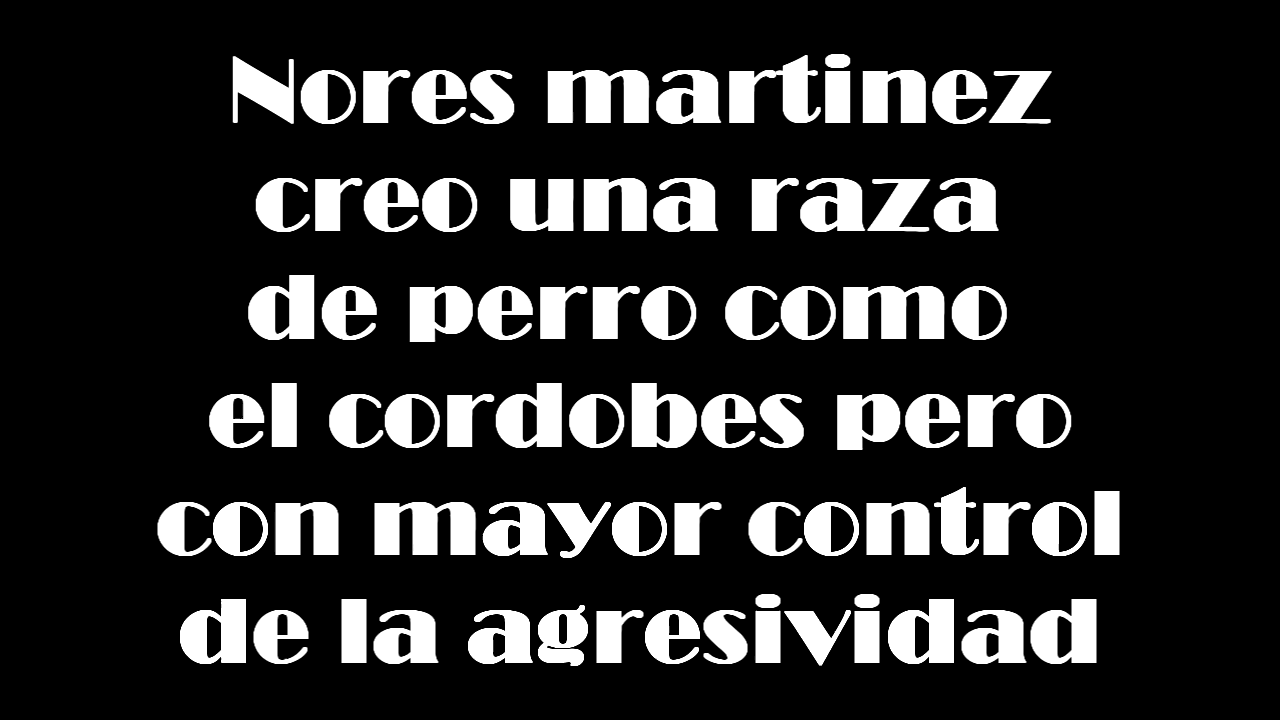 Nores martinez
creo una raza
de perro como
el cordobes pero
con mayor control
de la agresividad